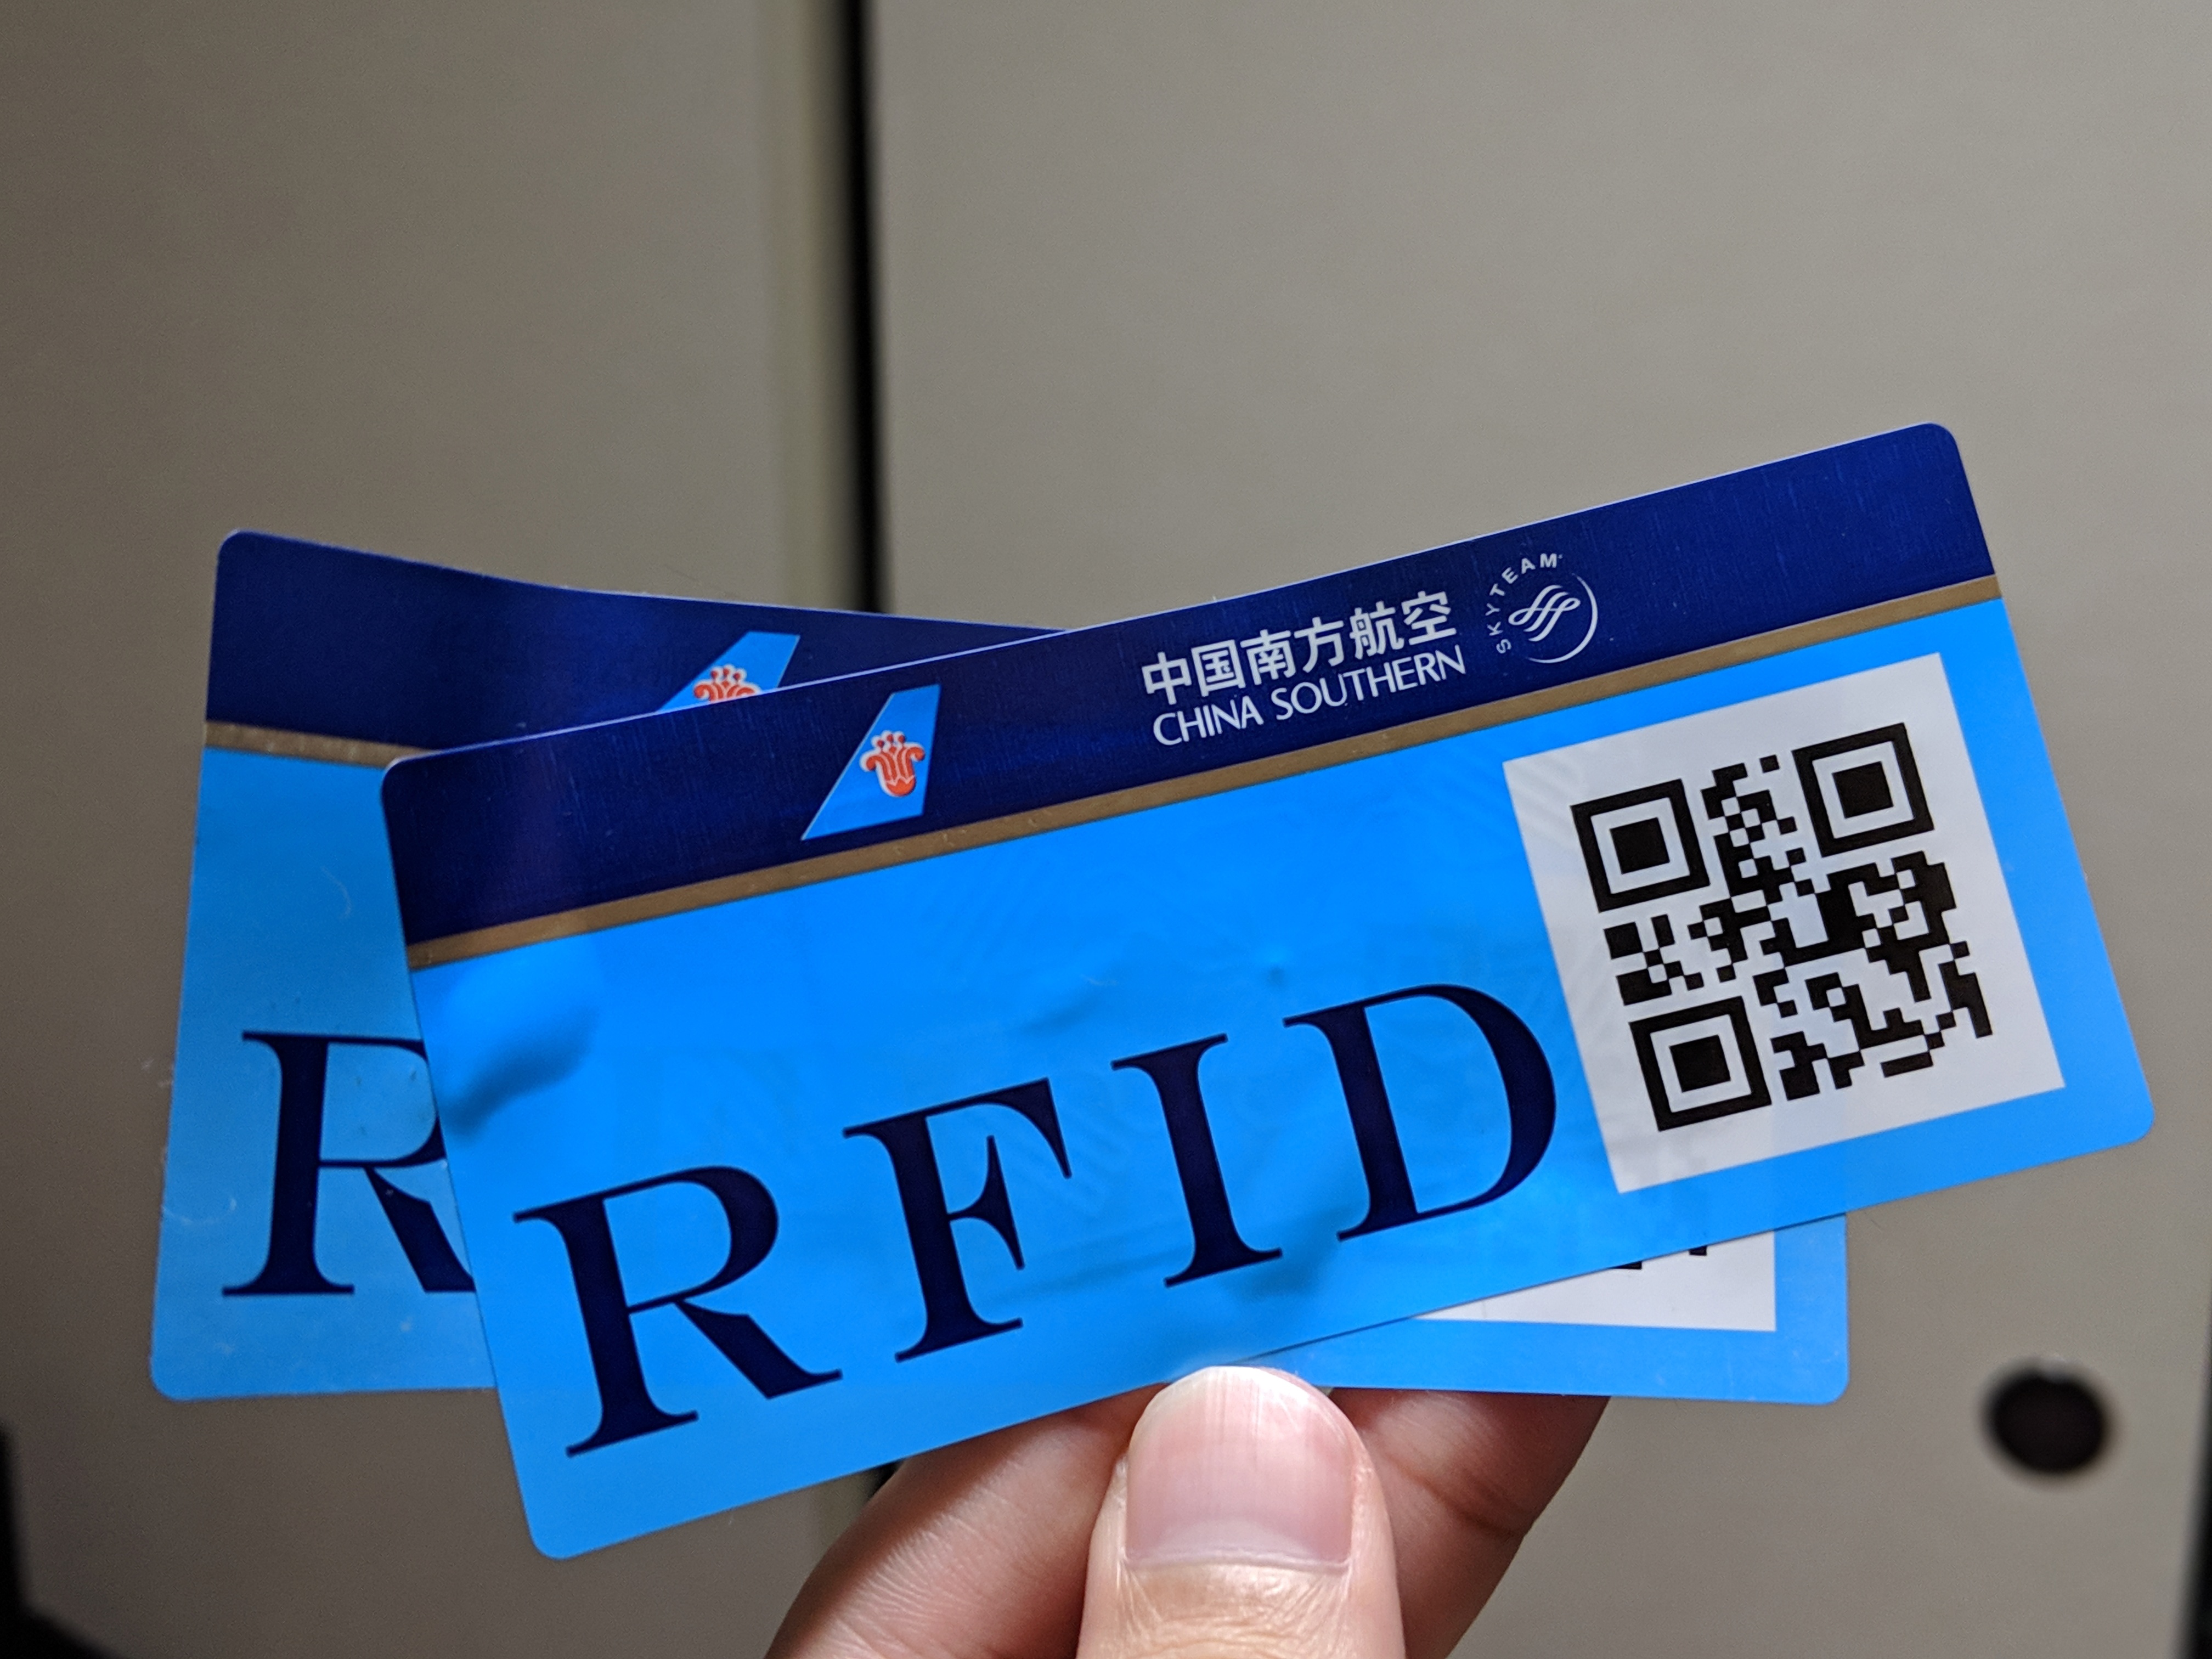 中国南方航空
CHINA SOUTHERN
SKYTEAM
RFID
R